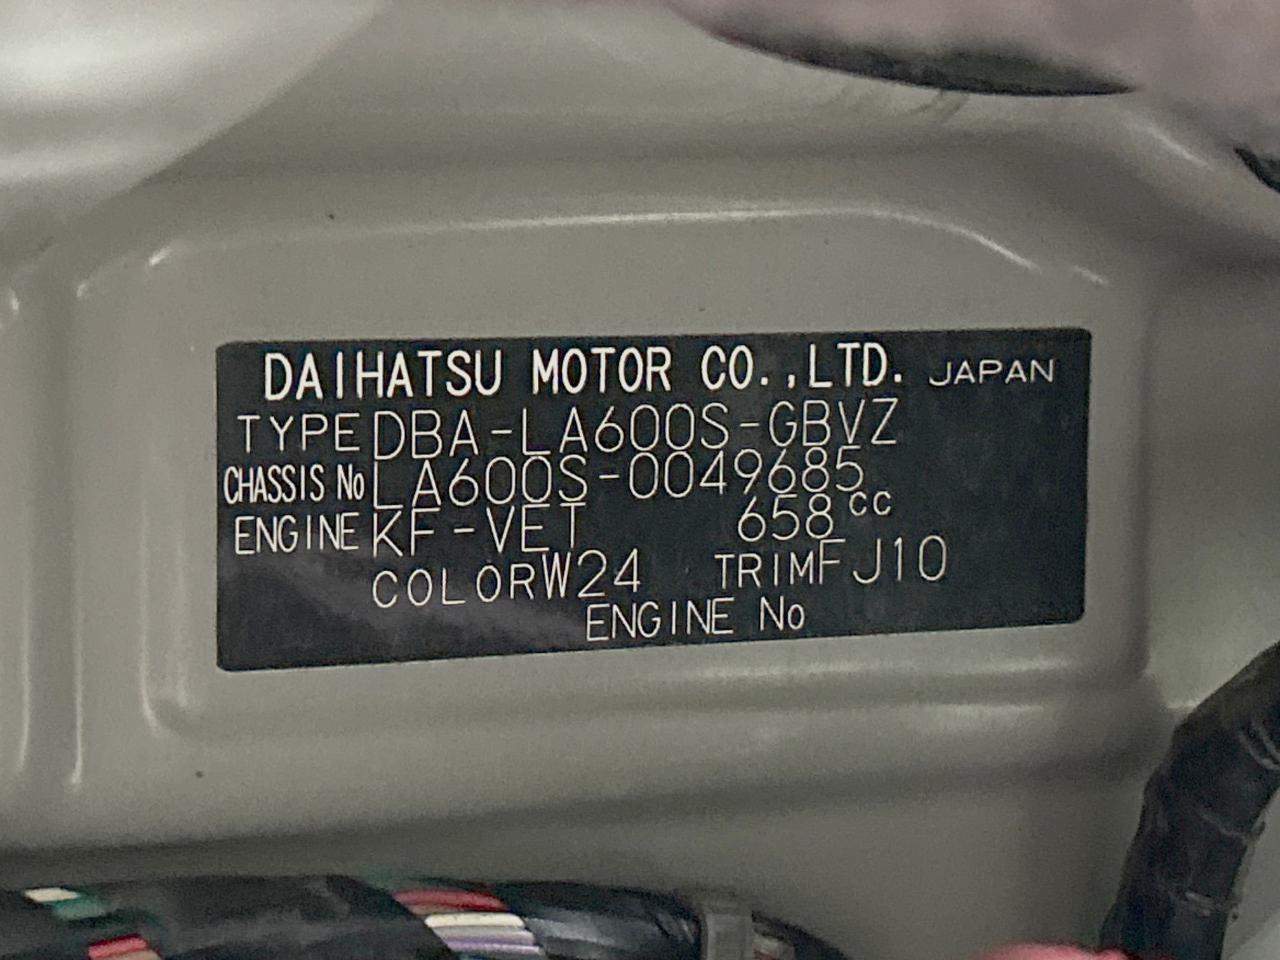 DAIHATSU MOTOR CO.,LTD. JAPAN
TYPE DBA-LA600S-GBVZ
CHASSIS No LA600S-0049685
ENGINE KF-VET 658cc
COLOR W24 TRIM FJ10
ENGINE No